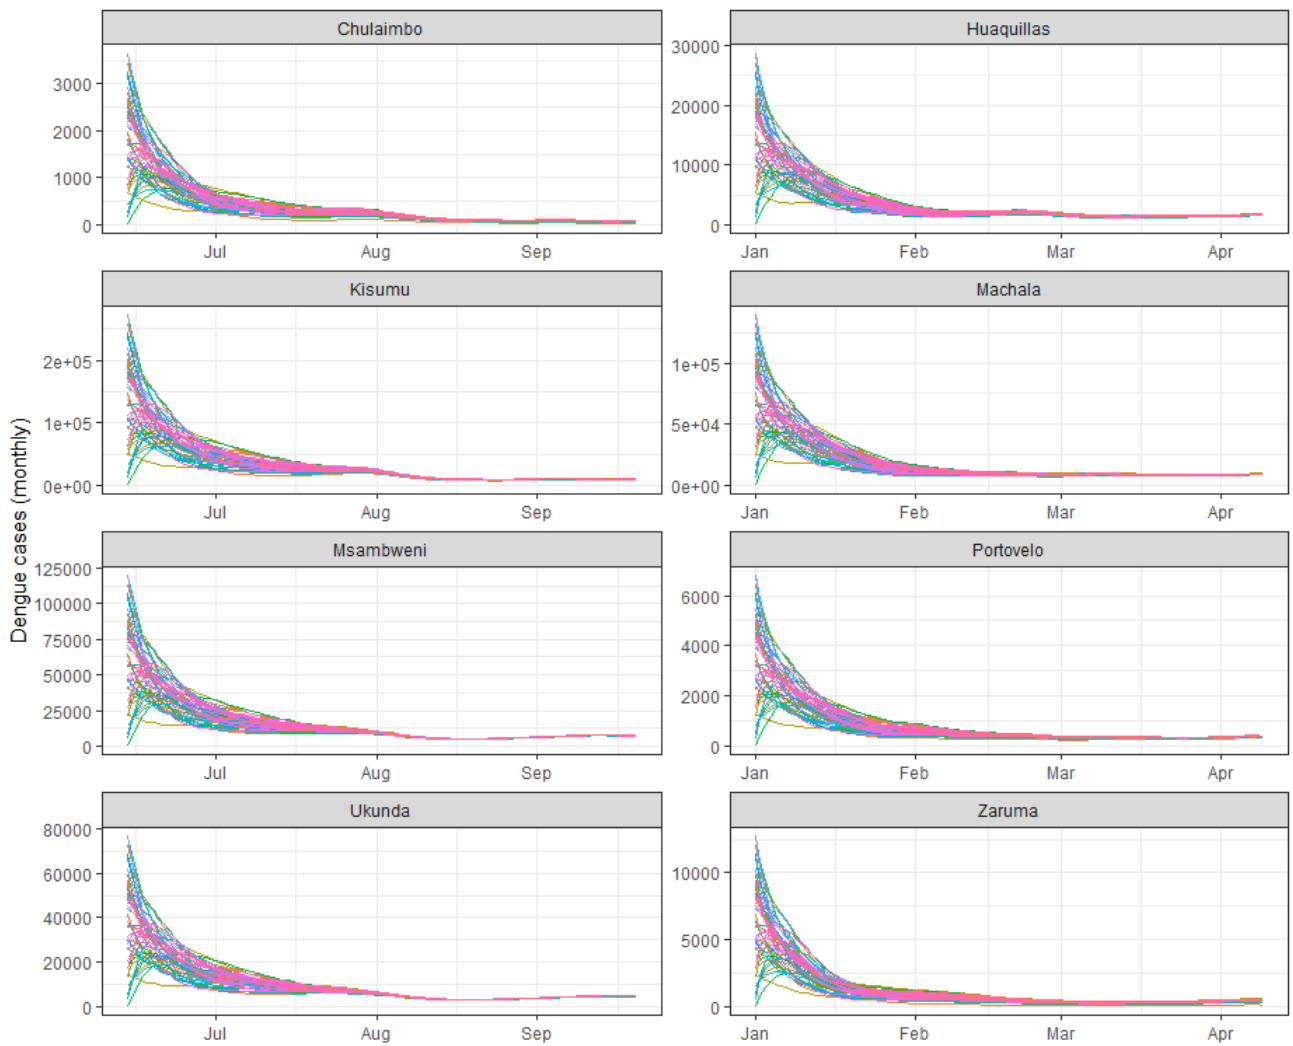 Dengue cases (monthly)
Chulaimbo
3000
2000
1000
0
Jul Aug Sep
Huaquillas
30000
20000
10000
0
Jan Feb Mar Apr
Kisumu
2e+05
1e+05
0e+00
Jul Aug Sep
Machala
1e+05
5e+04
0e+00
Jan Feb Mar Apr
Msambweni
125000
100000
75000
50000
25000
0
Jul Aug Sep
Portovelo
6000
4000
2000
0
Jan Feb Mar Apr
Ukunda
80000
60000
40000
20000
0
Jul Aug Sep
Zaruma
10000
5000
0
Jan Feb Mar Apr